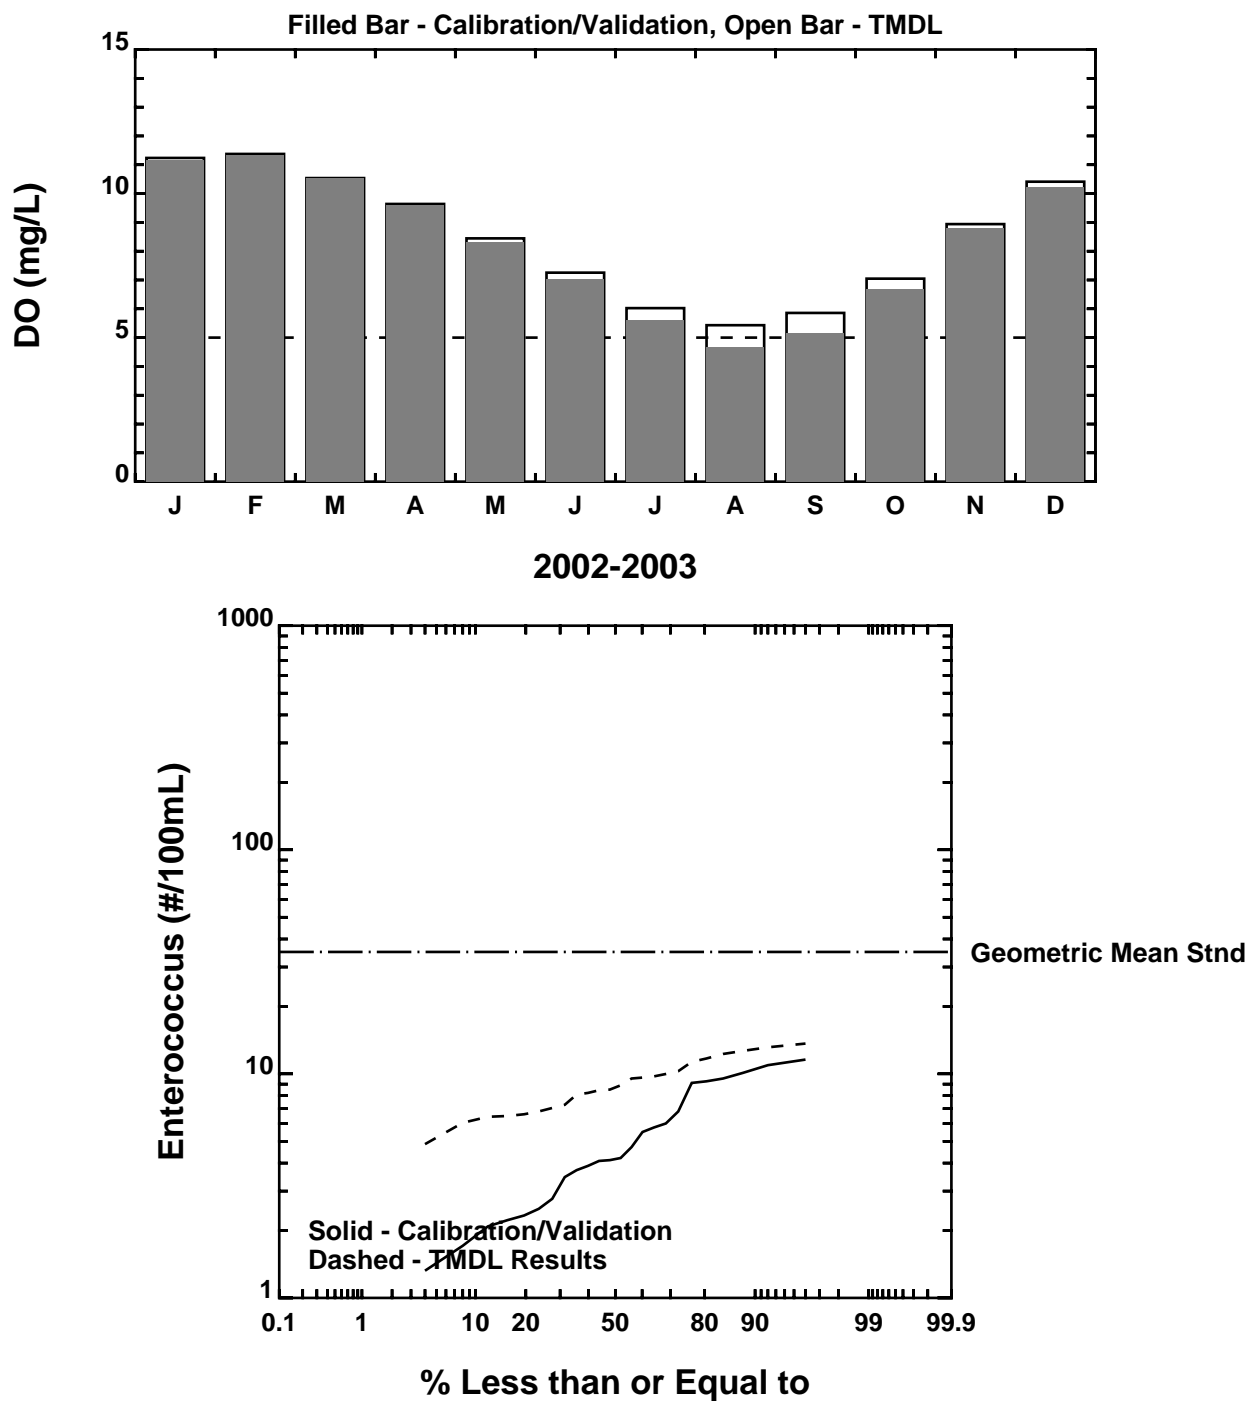 Filled Bar - Calibration/Validation, Open Bar - TMDL
15
10
5
0
DO (mg/L)
J F M A M J J A S O N D
2002-2003
1000
100
10
1
Enterococcus (#/100mL)
Geometric Mean Stnd
Solid - Calibration/Validation
Dashed - TMDL Results
0.1 1 10 20 50 80 90 99 99.9
% Less than or Equal to